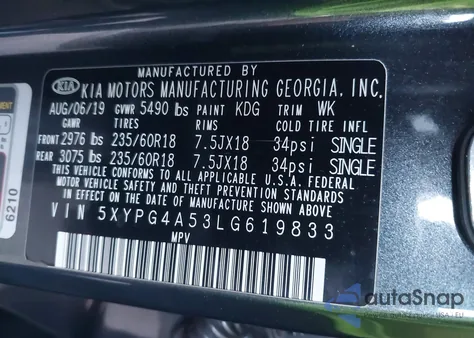 MANUFACTURED BY
KIA KIA MOTORS MANUFACTURING GEORGIA, INC.
AUG/06/19 GVWR 5490 lbs PAINT KDG TRIM WK
GAWR TIRES RIMS COLD TIRE INFL
FRONT 2976 lbs 235/60R18 7.5JX18 34psi SINGLE
REAR 3075 lbs 235/60R18 7.5JX18 34psi SINGLE
THIS VEHICLE CONFORMS TO ALL APPLICABLE U.S.A. FEDERAL
MOTOR VEHICLE SAFETY AND THEFT PREVENTION STANDARDS
IN EFFECT ON THE DATE OF MANUFACTURE SHOWN ABOVE.
VIN 5XYPG4A53LG619833
MPV
6210
autoSnap